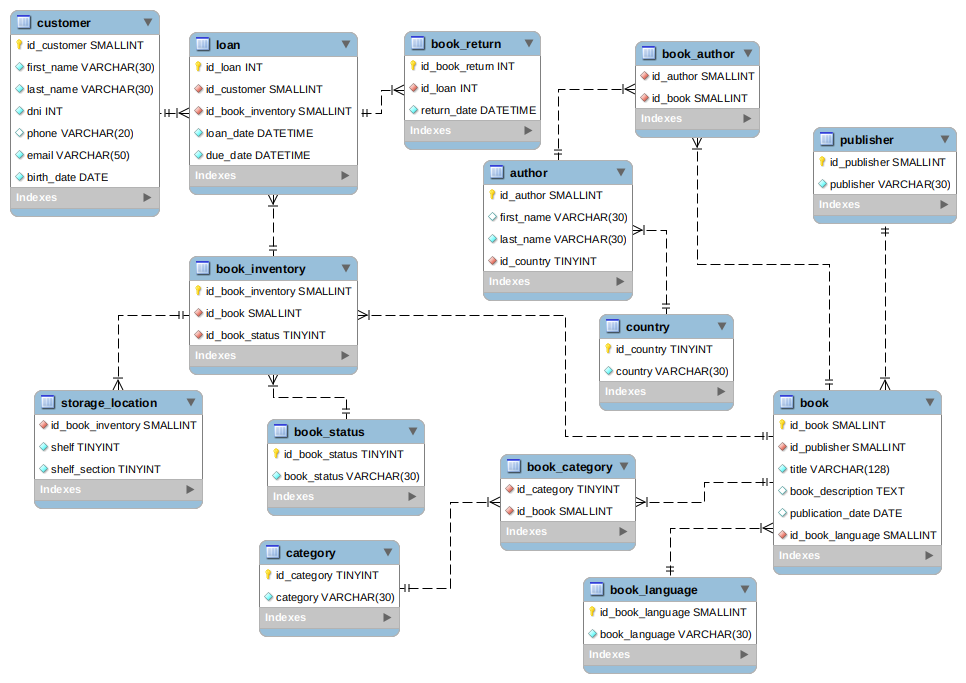 customer
id_customer SMALLINT
first_name VARCHAR(30)
last_name VARCHAR(30)
dni INT
phone VARCHAR(20)
email VARCHAR(50)
birth_date DATE
Indexes
loan
id_loan INT
id_customer SMALLINT
id_book_inventory SMALLINT
loan_date DATETIME
due_date DATETIME
Indexes
book_return
id_book_return INT
id_loan INT
return_date DATETIME
Indexes
book_author
id_author SMALLINT
id_book SMALLINT
Indexes
publisher
id_publisher SMALLINT
publisher VARCHAR(30)
Indexes
author
id_author SMALLINT
first_name VARCHAR(30)
last_name VARCHAR(30)
id_country TINYINT
Indexes
book_inventory
id_book_inventory SMALLINT
id_book SMALLINT
id_book_status TINYINT
Indexes
country
id_country TINYINT
country VARCHAR(30)
Indexes
storage_location
id_book_inventory SMALLINT
shelf TINYINT
shelf_section TINYINT
Indexes
book_status
id_book_status TINYINT
book_status VARCHAR(30)
Indexes
book
id_book SMALLINT
id_publisher SMALLINT
title VARCHAR(128)
book_description TEXT
publication_date DATE
id_book_language SMALLINT
Indexes
book_category
id_category TINYINT
id_book SMALLINT
Indexes
category
id_category TINYINT
category VARCHAR(30)
Indexes
book_language
id_book_language SMALLINT
book_language VARCHAR(30)
Indexes